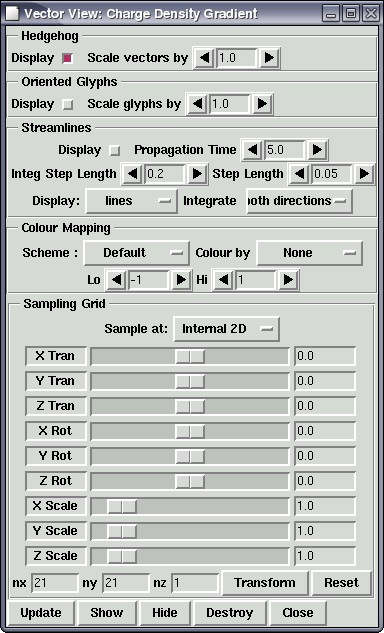 Vector View: Charge Density Gradient
Hedgehog
Display Scale vectors by 1.0
Oriented Glyphs
Display Scale glyphs by 1.0
Streamlines
Display Propagation Time 5.0
Integ Step Length 0.2 Step Length 0.05
Display: lines Integrate oth directions
Colour Mapping
Scheme : Default Colour by None
Lo -1 Hi 1
Sampling Grid
Sample at: Internal 2D
X Tran 0.0
Y Tran 0.0
Z Tran 0.0
X Rot 0.0
Y Rot 0.0
Z Rot 0.0
X Scale 1.0
Y Scale 1.0
Z Scale 1.0
nx 21 ny 21 nz 1 Transform Reset
Update Show Hide Destroy Close